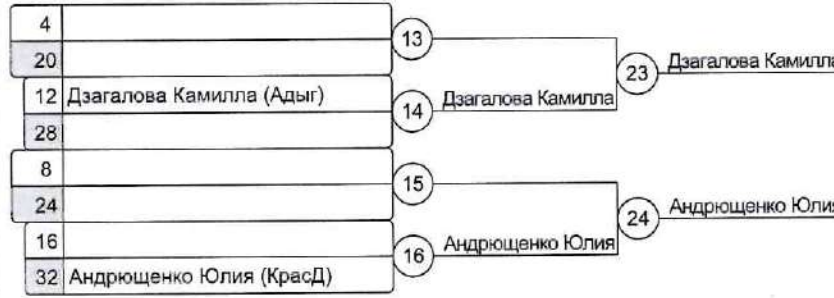 4
13
20
23 Дзагалова Камилла
12 Дзагалова Камилла (Адыг)
14 Дзагалова Камилла
28
8
15
24
24 Андрющенко Юлия
16
16 Андрющенко Юлия
32 Андрющенко Юлия (КрасД)